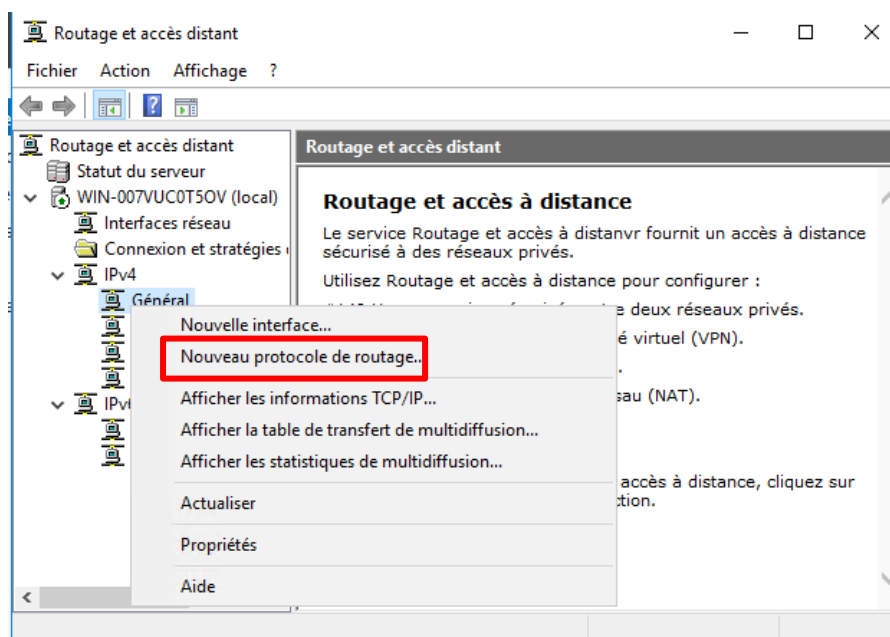 Routage et accès distant
Fichier Action Affichage ?
Routage et accès distant
Statut du serveur
WIN-007VUC0T5OV (local)
Interfaces réseau
Connexion et stratégies
IPv4
Général
Routage et accès distant
Routage et accès à distance
Le service Routage et accès à distanvr fournit un accès à distance
sécurisé à des réseaux privés.
Utilisez Routage et accès à distance pour configurer :
e deux réseaux privés.
é virtuel (VPN).
.
sau (NAT).
accès à distance, cliquez sur
ction.
Nouvelle interface...
Nouveau protocole de routage..
Afficher les informations TCP/IP...
Afficher la table de transfert de multidiffusion...
Afficher les statistiques de multidiffusion...
Actualiser
Propriétés
Aide